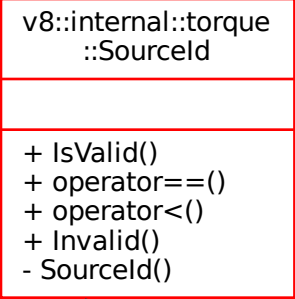 v8::internal::torque
::SourceId
+ IsValid()
+ operator==()
+ operator<()
+ Invalid()
- SourceId()